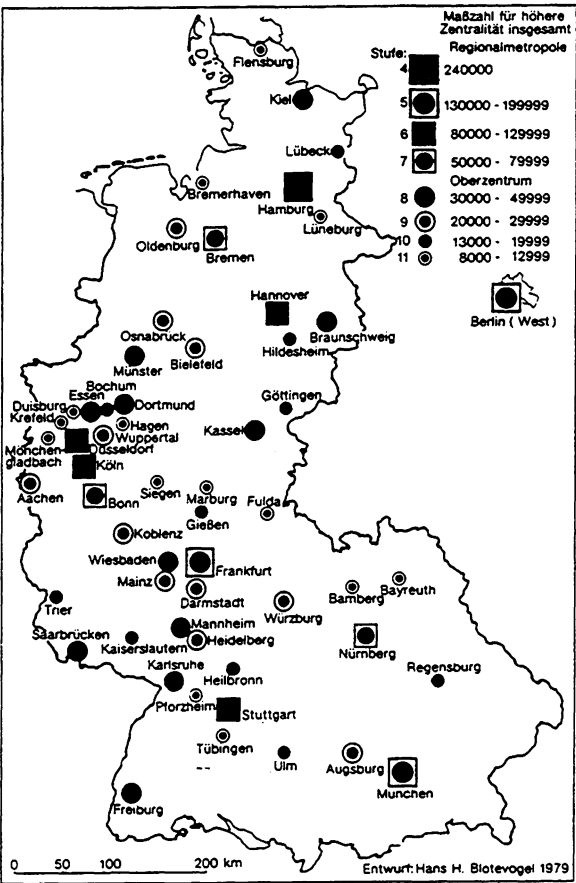 Maßzahl für höhere
Zentralität insgesamt
Stufe:
Regionalmetropole
4 240000
5 130000 - 199999
6 80000 - 129999
7 50000 - 79999
Oberzentrum
8 30000 - 49999
9 20000 - 29999
10 13000 - 19999
11 8000 - 12999
Flensburg
Kiel
Lübeck
Bremerhaven
Hamburg
Lüneburg
Oldenburg
Bremen
Hannover
Berlin (West)
Osnabrück
Braunschweig
Hildesheim
Münster
Bielefeld
Bochum
Essen
Dortmund
Göttingen
Duisburg
Krefeld
Hagen
Kassel
Wuppertal
Mönchen
gladbach
Düsseldorf
Köln
Aachen
Bonn
Siegen
Marburg
Fulda
Gießen
Koblenz
Wiesbaden
Frankfurt
Mainz
Darmstadt
Würzburg
Bamberg
Bayreuth
Trier
Mannheim
Saarbrücken
Kaiserslautern
Heidelberg
Nürnberg
Karlsruhe
Heilbronn
Regensburg
Pforzheim
Stuttgart
Tübingen
Ulm
Augsburg
München
Freiburg
0 50 100 200 km
Entwurf: Hans H. Blotevogel 1979